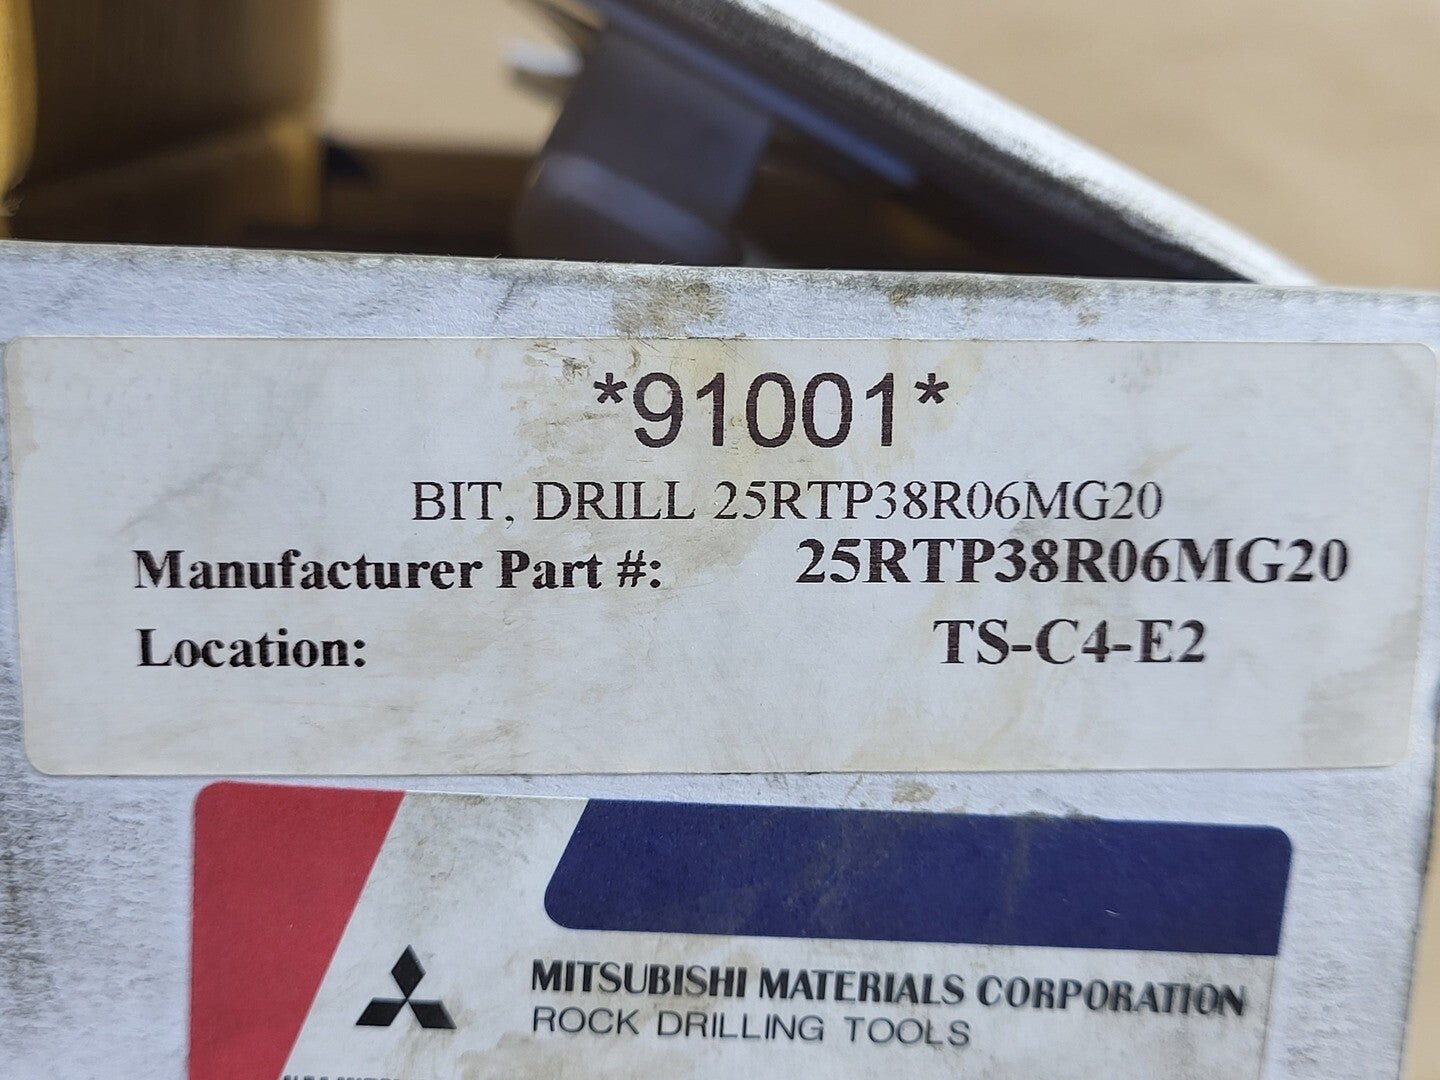 *91001*
BIT, DRILL 25RTP38R06MG20
Manufacturer Part #: 25RTP38R06MG20
Location: TS-C4-E2
MITSUBISHI MATERIALS CORPORATION
ROCK DRILLING TOOLS